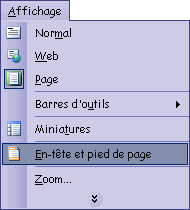 Affichage
Normal
Web
Page
Barres d'outils
Miniatures
En-tête et pied de page
Zoom...